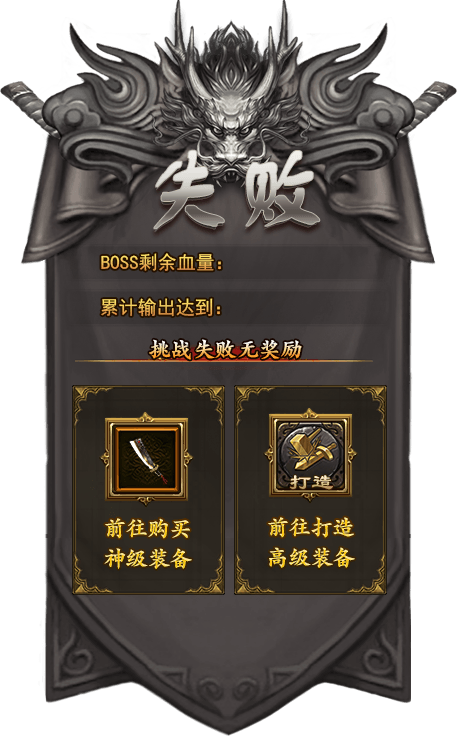 失败
BOSS剩余血量：
累计输出达到：
挑战失败无奖励
打造
前往购买
神级装备
前往打造
高级装备